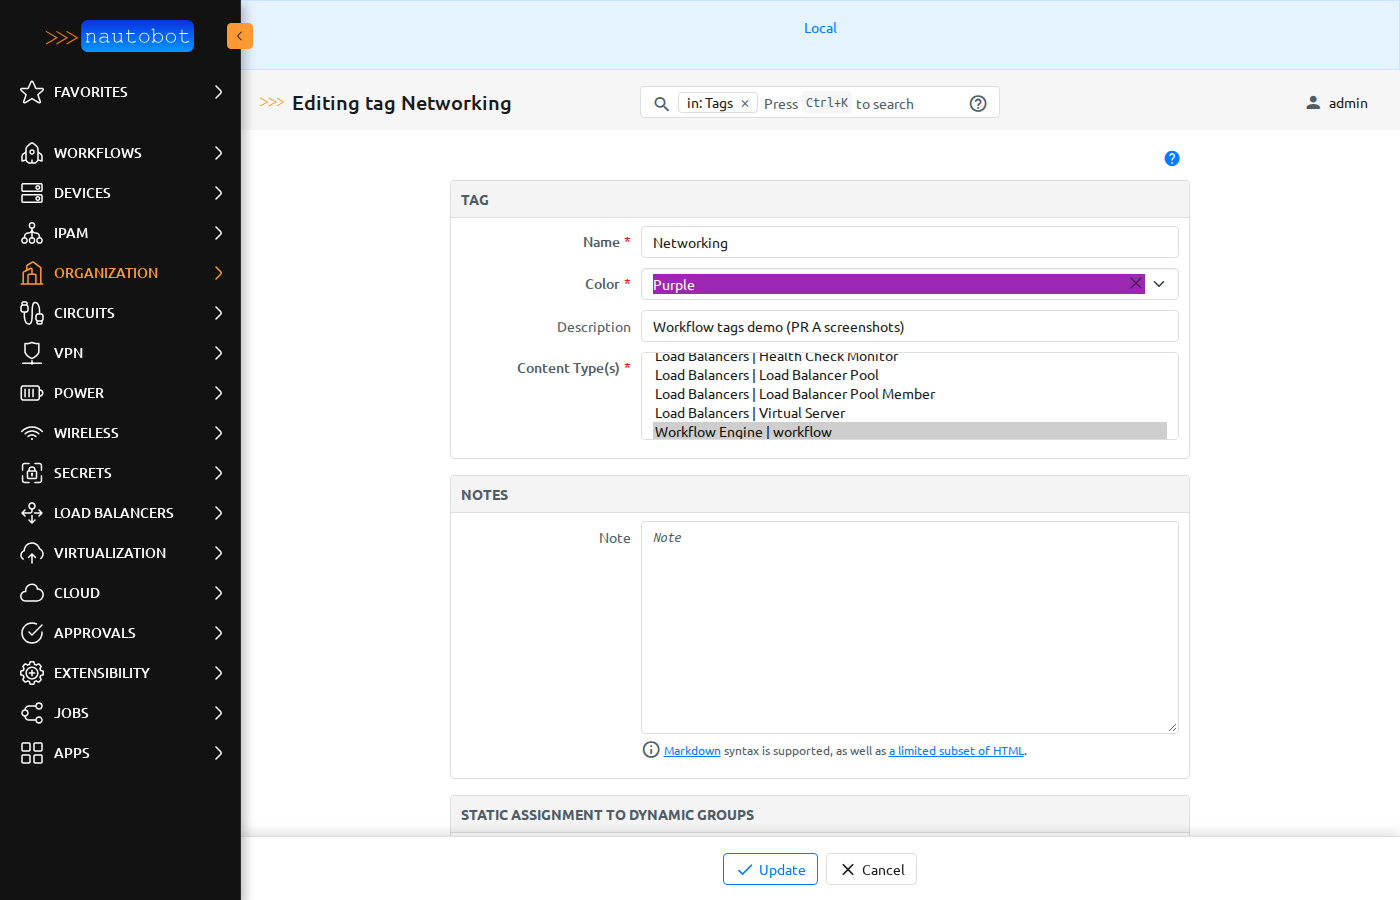 >>> nautobot
FAVORITES
WORKFLOWS
DEVICES
IPAM
ORGANIZATION
CIRCUITS
VPN
POWER
WIRELESS
SECRETS
LOAD BALANCERS
VIRTUALIZATION
CLOUD
APPROVALS
EXTENSIBILITY
JOBS
APPS
Local
>>> Editing tag Networking
in: Tags × Press Ctrl+K to search
admin
TAG
Name *
Networking
Color *
Purple
Description
Workflow tags demo (PR A screenshots)
Content Type(s) *
Load Balancers | Health Check Monitor
Load Balancers | Load Balancer Pool
Load Balancers | Load Balancer Pool Member
Load Balancers | Virtual Server
Workflow Engine | workflow
NOTES
Note
Note
Markdown syntax is supported, as well as a limited subset of HTML.
STATIC ASSIGNMENT TO DYNAMIC GROUPS
Update
Cancel